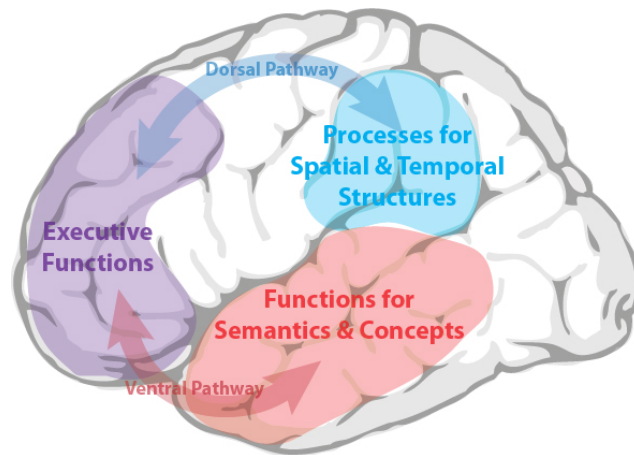 Dorsal Pathway
Processes for
Spatial & Temporal
Structures
Executive
Functions
Functions for
Semantics & Concepts
Ventral Pathway